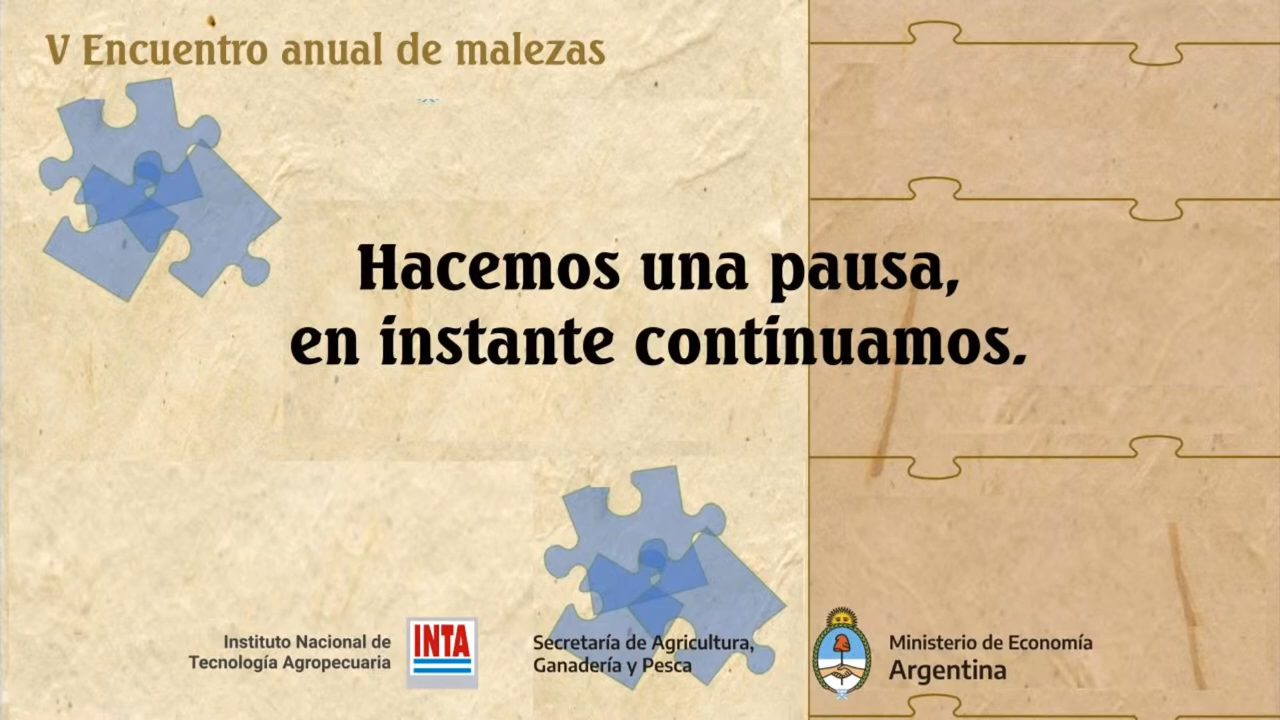 V Encuentro anual de malezas
Hacemos una pausa,
en instante continuamos.
Instituto Nacional de
Tecnología Agropecuaria
INTA
Secretaría de Agricultura,
Ganadería y Pesca
Ministerio de Economía
Argentina